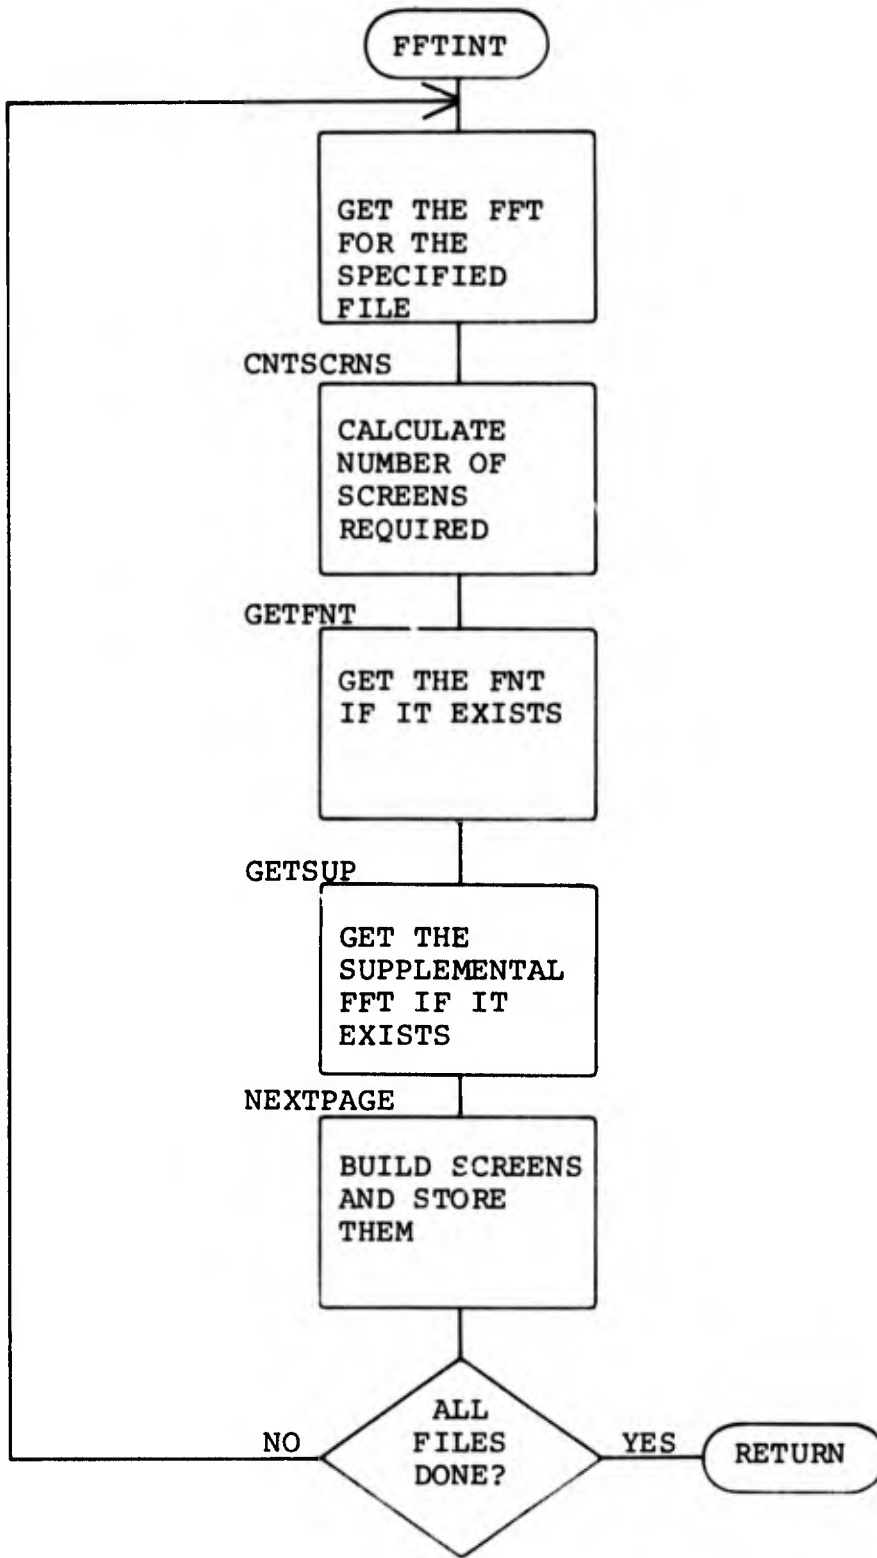 FFTINT
GET THE FFT
FOR THE
SPECIFIED
FILE
CNTSCRNS
CALCULATE
NUMBER OF
SCREENS
REQUIRED
GETFNT
GET THE FNT
IF IT EXISTS
GETSUP
GET THE
SUPPLEMENTAL
FFT IF IT
EXISTS
NEXTPAGE
BUILD SCREENS
AND STORE
THEM
ALL
FILES
DONE?
NO
YES
RETURN